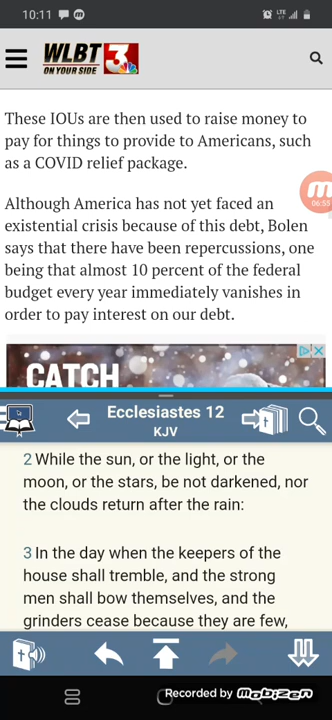 10:11
LTE
WLBT 3
ON YOUR SIDE
These IOUs are then used to raise money to
pay for things to provide to Americans, such
as a COVID relief package.
06:55
Although America has not yet faced an
existential crisis because of this debt, Bolen
says that there have been repercussions, one
being that almost 10 percent of the federal
budget every year immediately vanishes in
order to pay interest on our debt.
CATCH
Ecclesiastes 12
KJV
2 While the sun, or the light, or the
moon, or the stars, be not darkened, nor
the clouds return after the rain:
3 In the day when the keepers of the
house shall tremble, and the strong
men shall bow themselves, and the
grinders cease because they are few,
Recorded by Mobizen